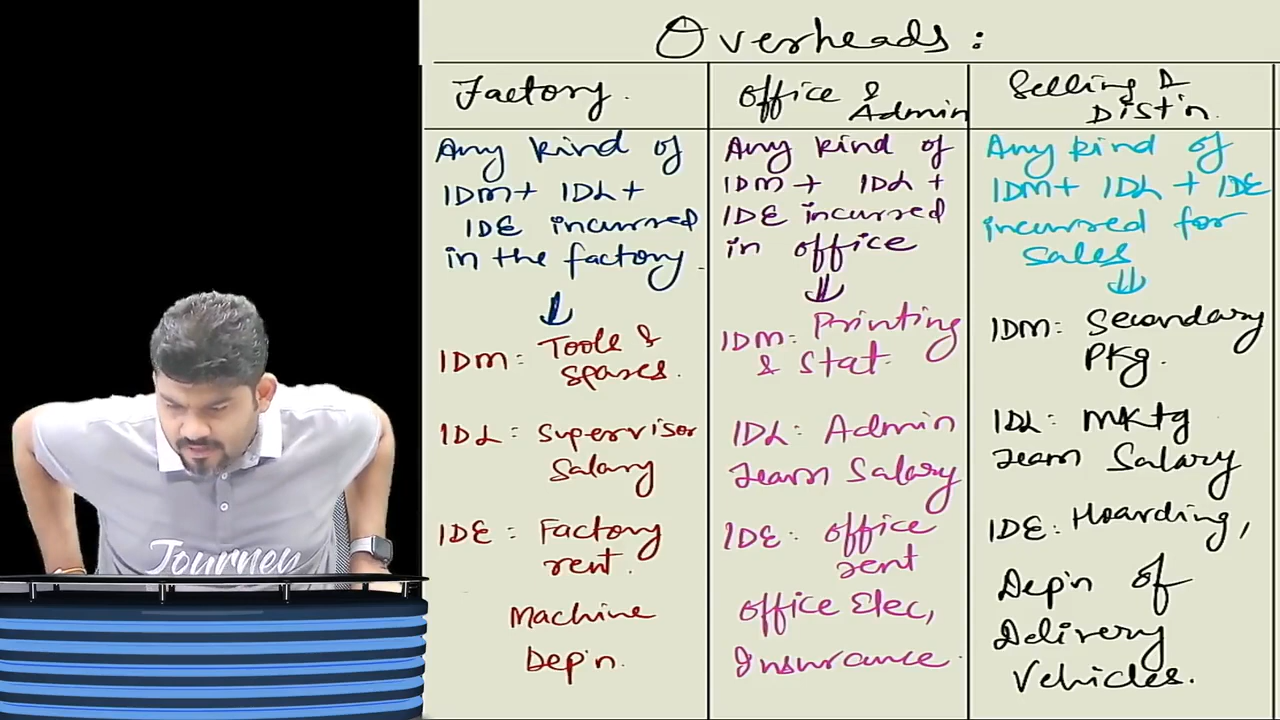 Overheads:
Factory.
Any kind of
IDM+ IDL+
IDE incurred
in the factory.
IDM: Tools &
spares.
IDL: Supervisor
Salary
IDE: Factory
rent.
Machine
Dep'n.
Office &
Admin
Any kind of
IDM+ IDL+
IDE incurred
in office
IDM: Printing
& Stat.
IDL: Admin
Team Salary
IDE: office
rent
Office Elec,
Insurance.
Selling &
Dist'n.
Any kind of
IDM+ IDL + IDE
incurred for
Sales
IDM: Secondary
Pkg.
IDL: Mktg
Team Salary
IDE: Hoarding,
Dep'n of
Delivery
Vehicles.
Journey